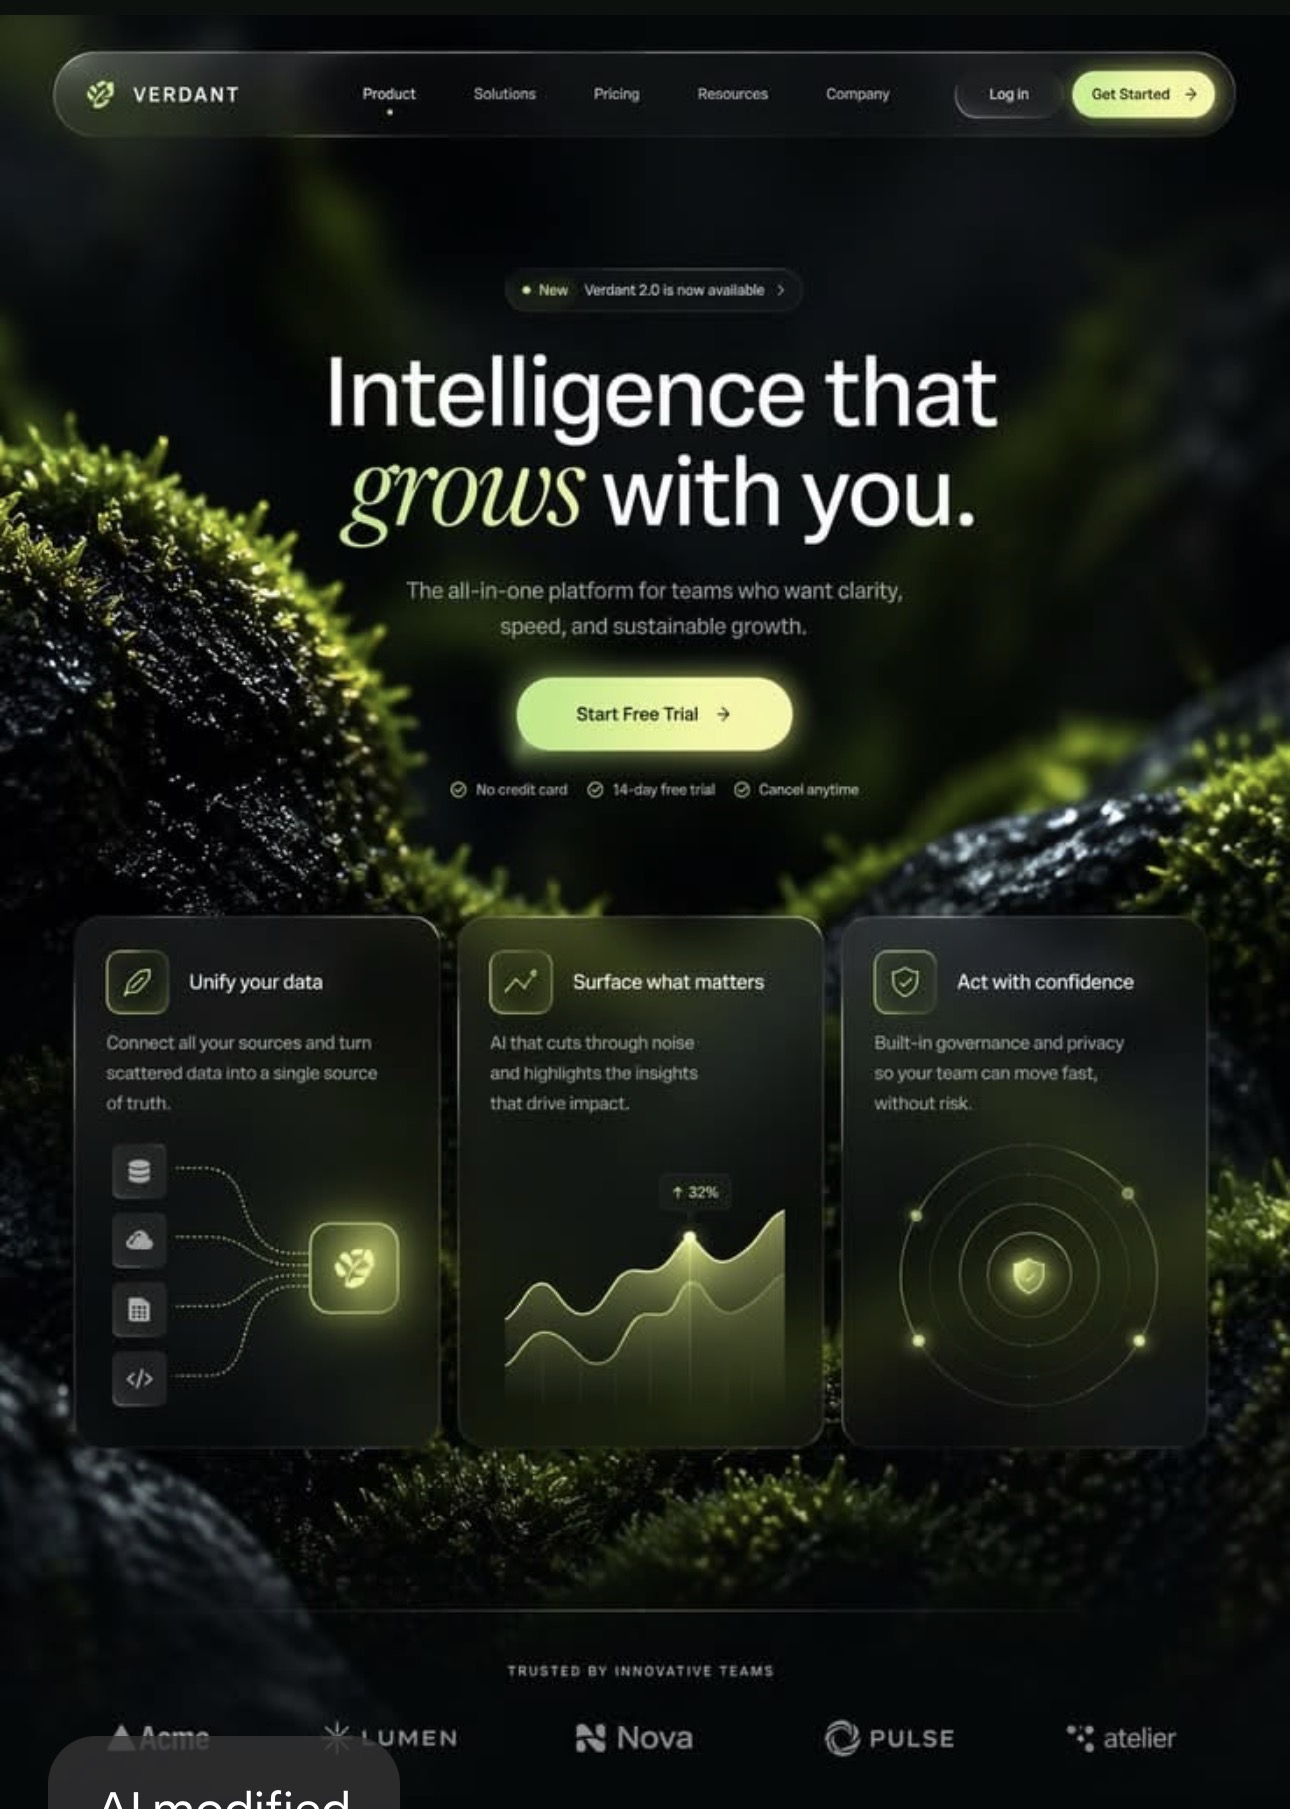 VERDANT
Product
Solutions
Pricing
Resources
Company
Log in
Get Started
New
Verdant 2.0 is now available
Intelligence that
grows with you.
The all-in-one platform for teams who want clarity,
speed, and sustainable growth.
Start Free Trial
No credit card
14-day free trial
Cancel anytime
Unify your data
Connect all your sources and turn
scattered data into a single source
of truth.
Surface what matters
AI that cuts through noise
and highlights the insights
that drive impact.
↑ 32%
Act with confidence
Built-in governance and privacy
so your team can move fast,
without risk.
TRUSTED BY INNOVATIVE TEAMS
Acme
LUMEN
Nova
PULSE
atelier
AI modified